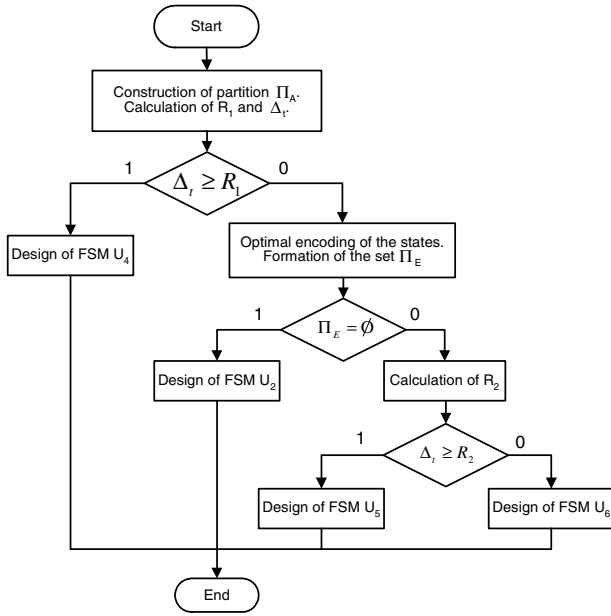 Start
Construction of partition Π_A.
Calculation of R_1 and Δ_t.
1
Δ_t ≥ R_1
0
Design of FSM U_4
Optimal encoding of the states.
Formation of the set Π_E
1
Π_E = Ø
0
Design of FSM U_2
Calculation of R_2
1
Δ_t ≥ R_2
0
Design of FSM U_5
Design of FSM U_6
End